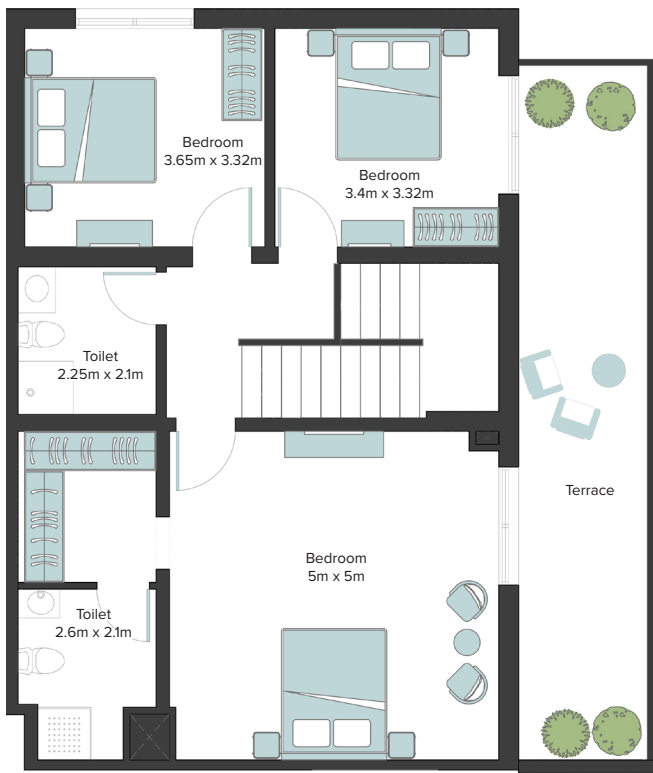 Bedroom
3.65m x 3.32m
Bedroom
3.4m x 3.32m
Toilet
2.25m x 2.1m
Terrace
Bedroom
5m x 5m
Toilet
2.6m x 2.1m